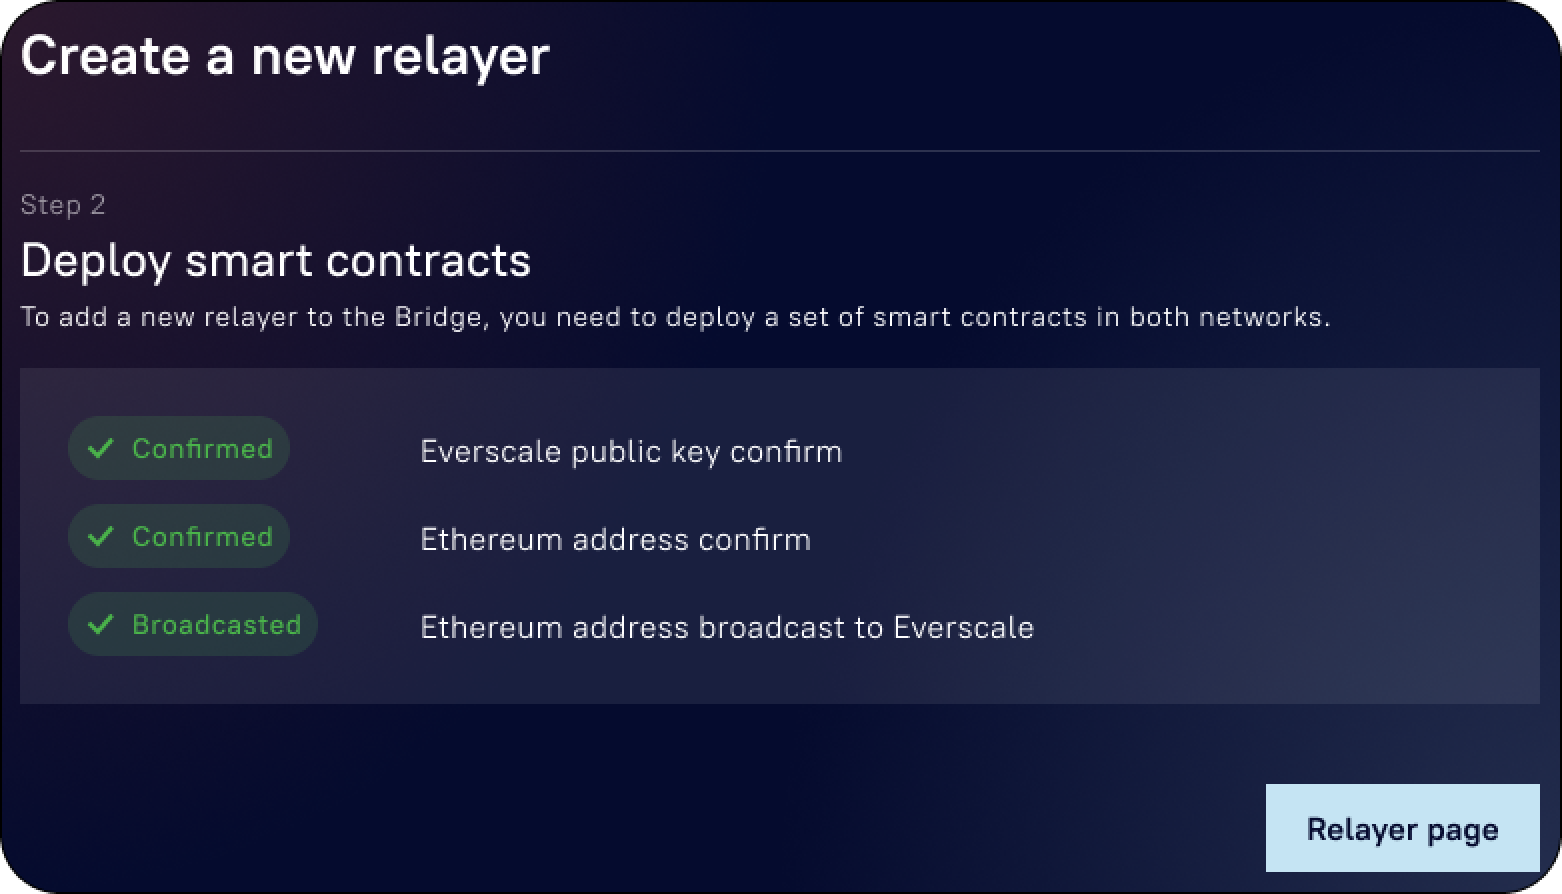 Create a new relayer
Step 2
Deploy smart contracts
To add a new relayer to the Bridge, you need to deploy a set of smart contracts in both networks.
Confirmed Everscale public key confirm
Confirmed Ethereum address confirm
Broadcasted Ethereum address broadcast to Everscale
Relayer page